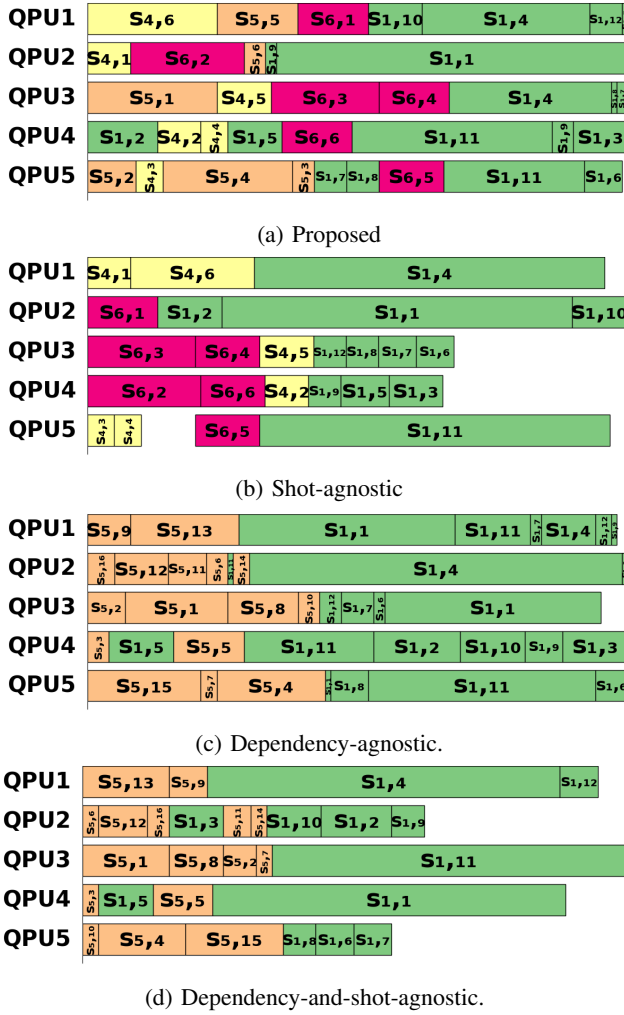 QPU1 S4,6 S5,5 S6,1 S1,10 S1,4 S1,12
QPU2 S4,1 S6,2 S5,6 S1,9 S1,1
QPU3 S5,1 S4,5 S6,3 S6,4 S1,4 S1,8 S1,7
QPU4 S1,2 S4,2 S4,4 S1,5 S6,6 S1,11 S1,9 S1,3
QPU5 S5,2 S4,3 S5,4 S5,3 S1,7 S1,8 S6,5 S1,11 S1,6
(a) Proposed
QPU1 S4,1 S4,6 S1,4
QPU2 S6,1 S1,2 S1,1 S1,10
QPU3 S6,3 S6,4 S4,5 S1,12 S1,8 S1,7 S1,6
QPU4 S6,2 S6,6 S4,2 S1,9 S1,5 S1,3
QPU5 S4,3 S4,4 S6,5 S1,11
(b) Shot-agnostic
QPU1 S5,9 S5,13 S1,1 S1,11 S1,7 S1,4 S1,12 S1,9
QPU2 S5,16 S5,12 S5,11 S5,6 S1,11 S5,14 S1,4
QPU3 S5,2 S5,1 S5,8 S5,10 S1,12 S1,7 S1,6 S1,1
QPU4 S5,3 S1,5 S5,5 S1,11 S1,2 S1,10 S1,9 S1,3
QPU5 S5,15 S5,7 S5,4 S1,1 S1,8 S1,11 S1,6
(c) Dependency-agnostic.
QPU1 S5,13 S5,9 S1,4 S1,12
QPU2 S5,6 S5,12 S5,16 S1,3 S5,11 S5,14 S1,10 S1,2 S1,9
QPU3 S5,1 S5,8 S5,2 S5,7 S1,11
QPU4 S5,3 S1,5 S5,5 S1,1
QPU5 S5,10 S5,4 S5,15 S1,8 S1,6 S1,7
(d) Dependency-and-shot-agnostic.